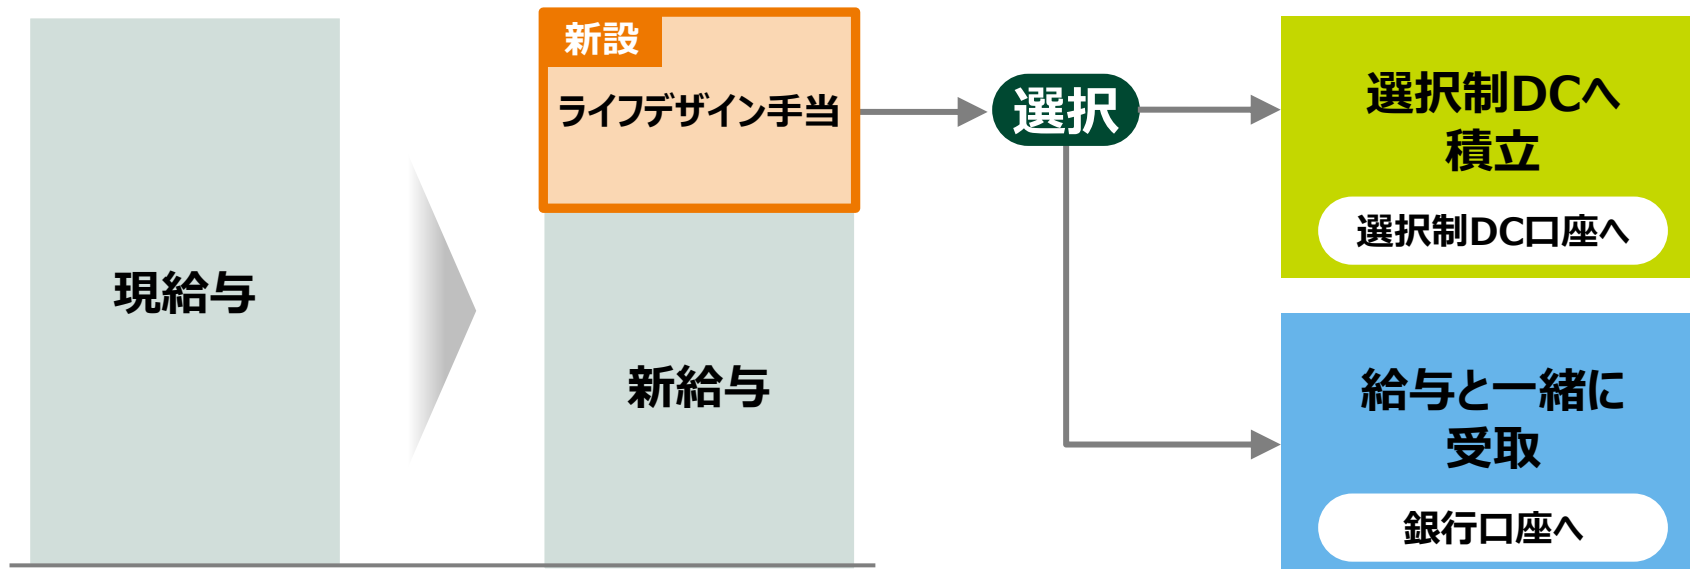 現給与
新設
ライフデザイン手当
新給与
選択
選択制DCへ
積立
選択制DC口座へ
給与と一緒に
受取
銀行口座へ